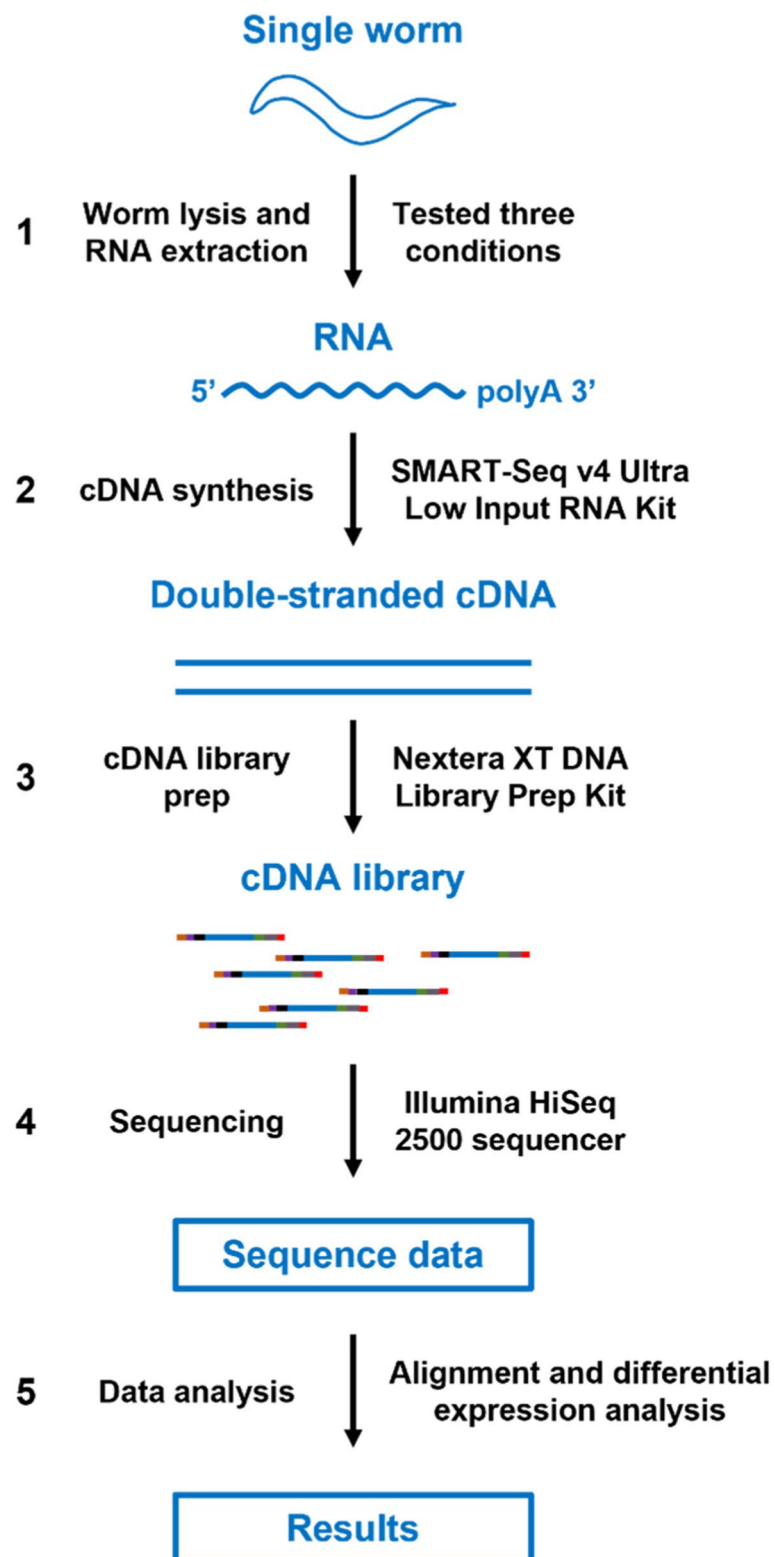 Single worm
1
Worm lysis and
RNA extraction
Tested three
conditions
RNA
5’ polyA 3’
2
cDNA synthesis
SMART-Seq v4 Ultra
Low Input RNA Kit
Double-stranded cDNA
3
cDNA library
prep
Nextera XT DNA
Library Prep Kit
cDNA library
4
Sequencing
Illumina HiSeq
2500 sequencer
Sequence data
5
Data analysis
Alignment and differential
expression analysis
Results